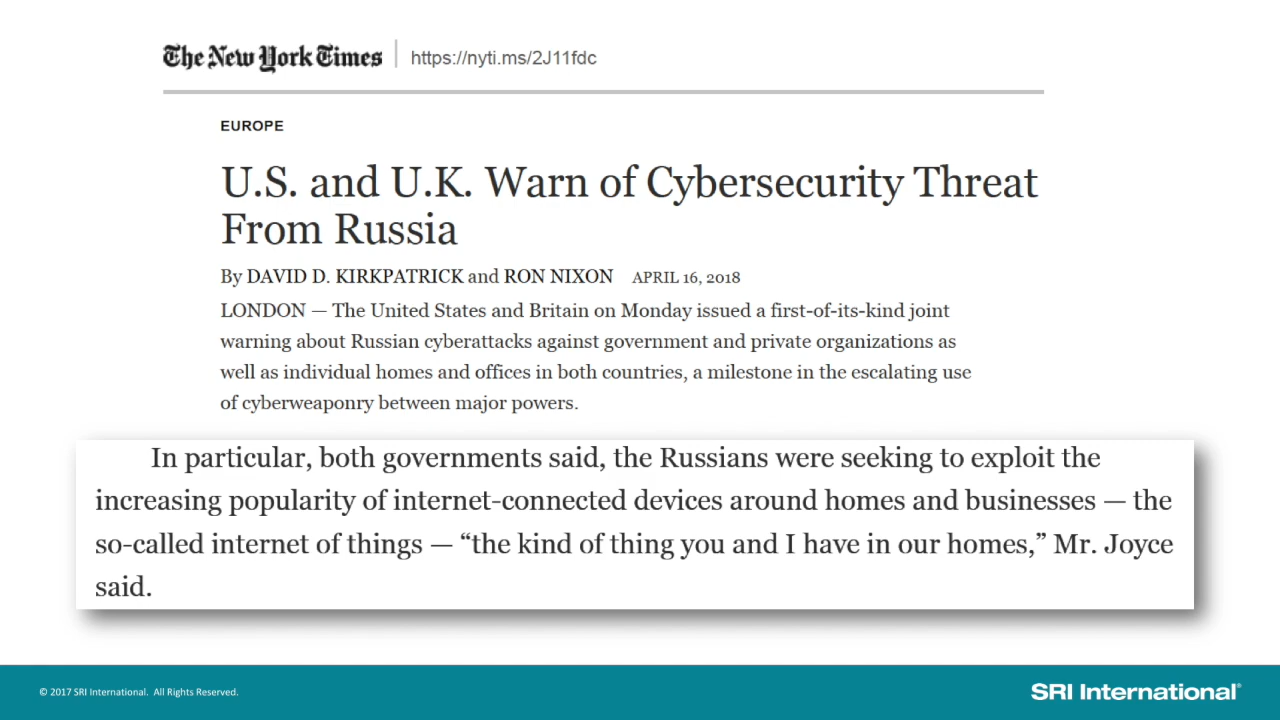 The New York Times | https://nyti.ms/2J11fdc
EUROPE
U.S. and U.K. Warn of Cybersecurity Threat
From Russia
By DAVID D. KIRKPATRICK and RON NIXON APRIL 16, 2018
LONDON — The United States and Britain on Monday issued a first-of-its-kind joint
warning about Russian cyberattacks against government and private organizations as
well as individual homes and offices in both countries, a milestone in the escalating use
of cyberweaponry between major powers.
In particular, both governments said, the Russians were seeking to exploit the
increasing popularity of internet-connected devices around homes and businesses — the
so-called internet of things — “the kind of thing you and I have in our homes,” Mr. Joyce
said.
© 2017 SRI International. All Rights Reserved.
SRI International®